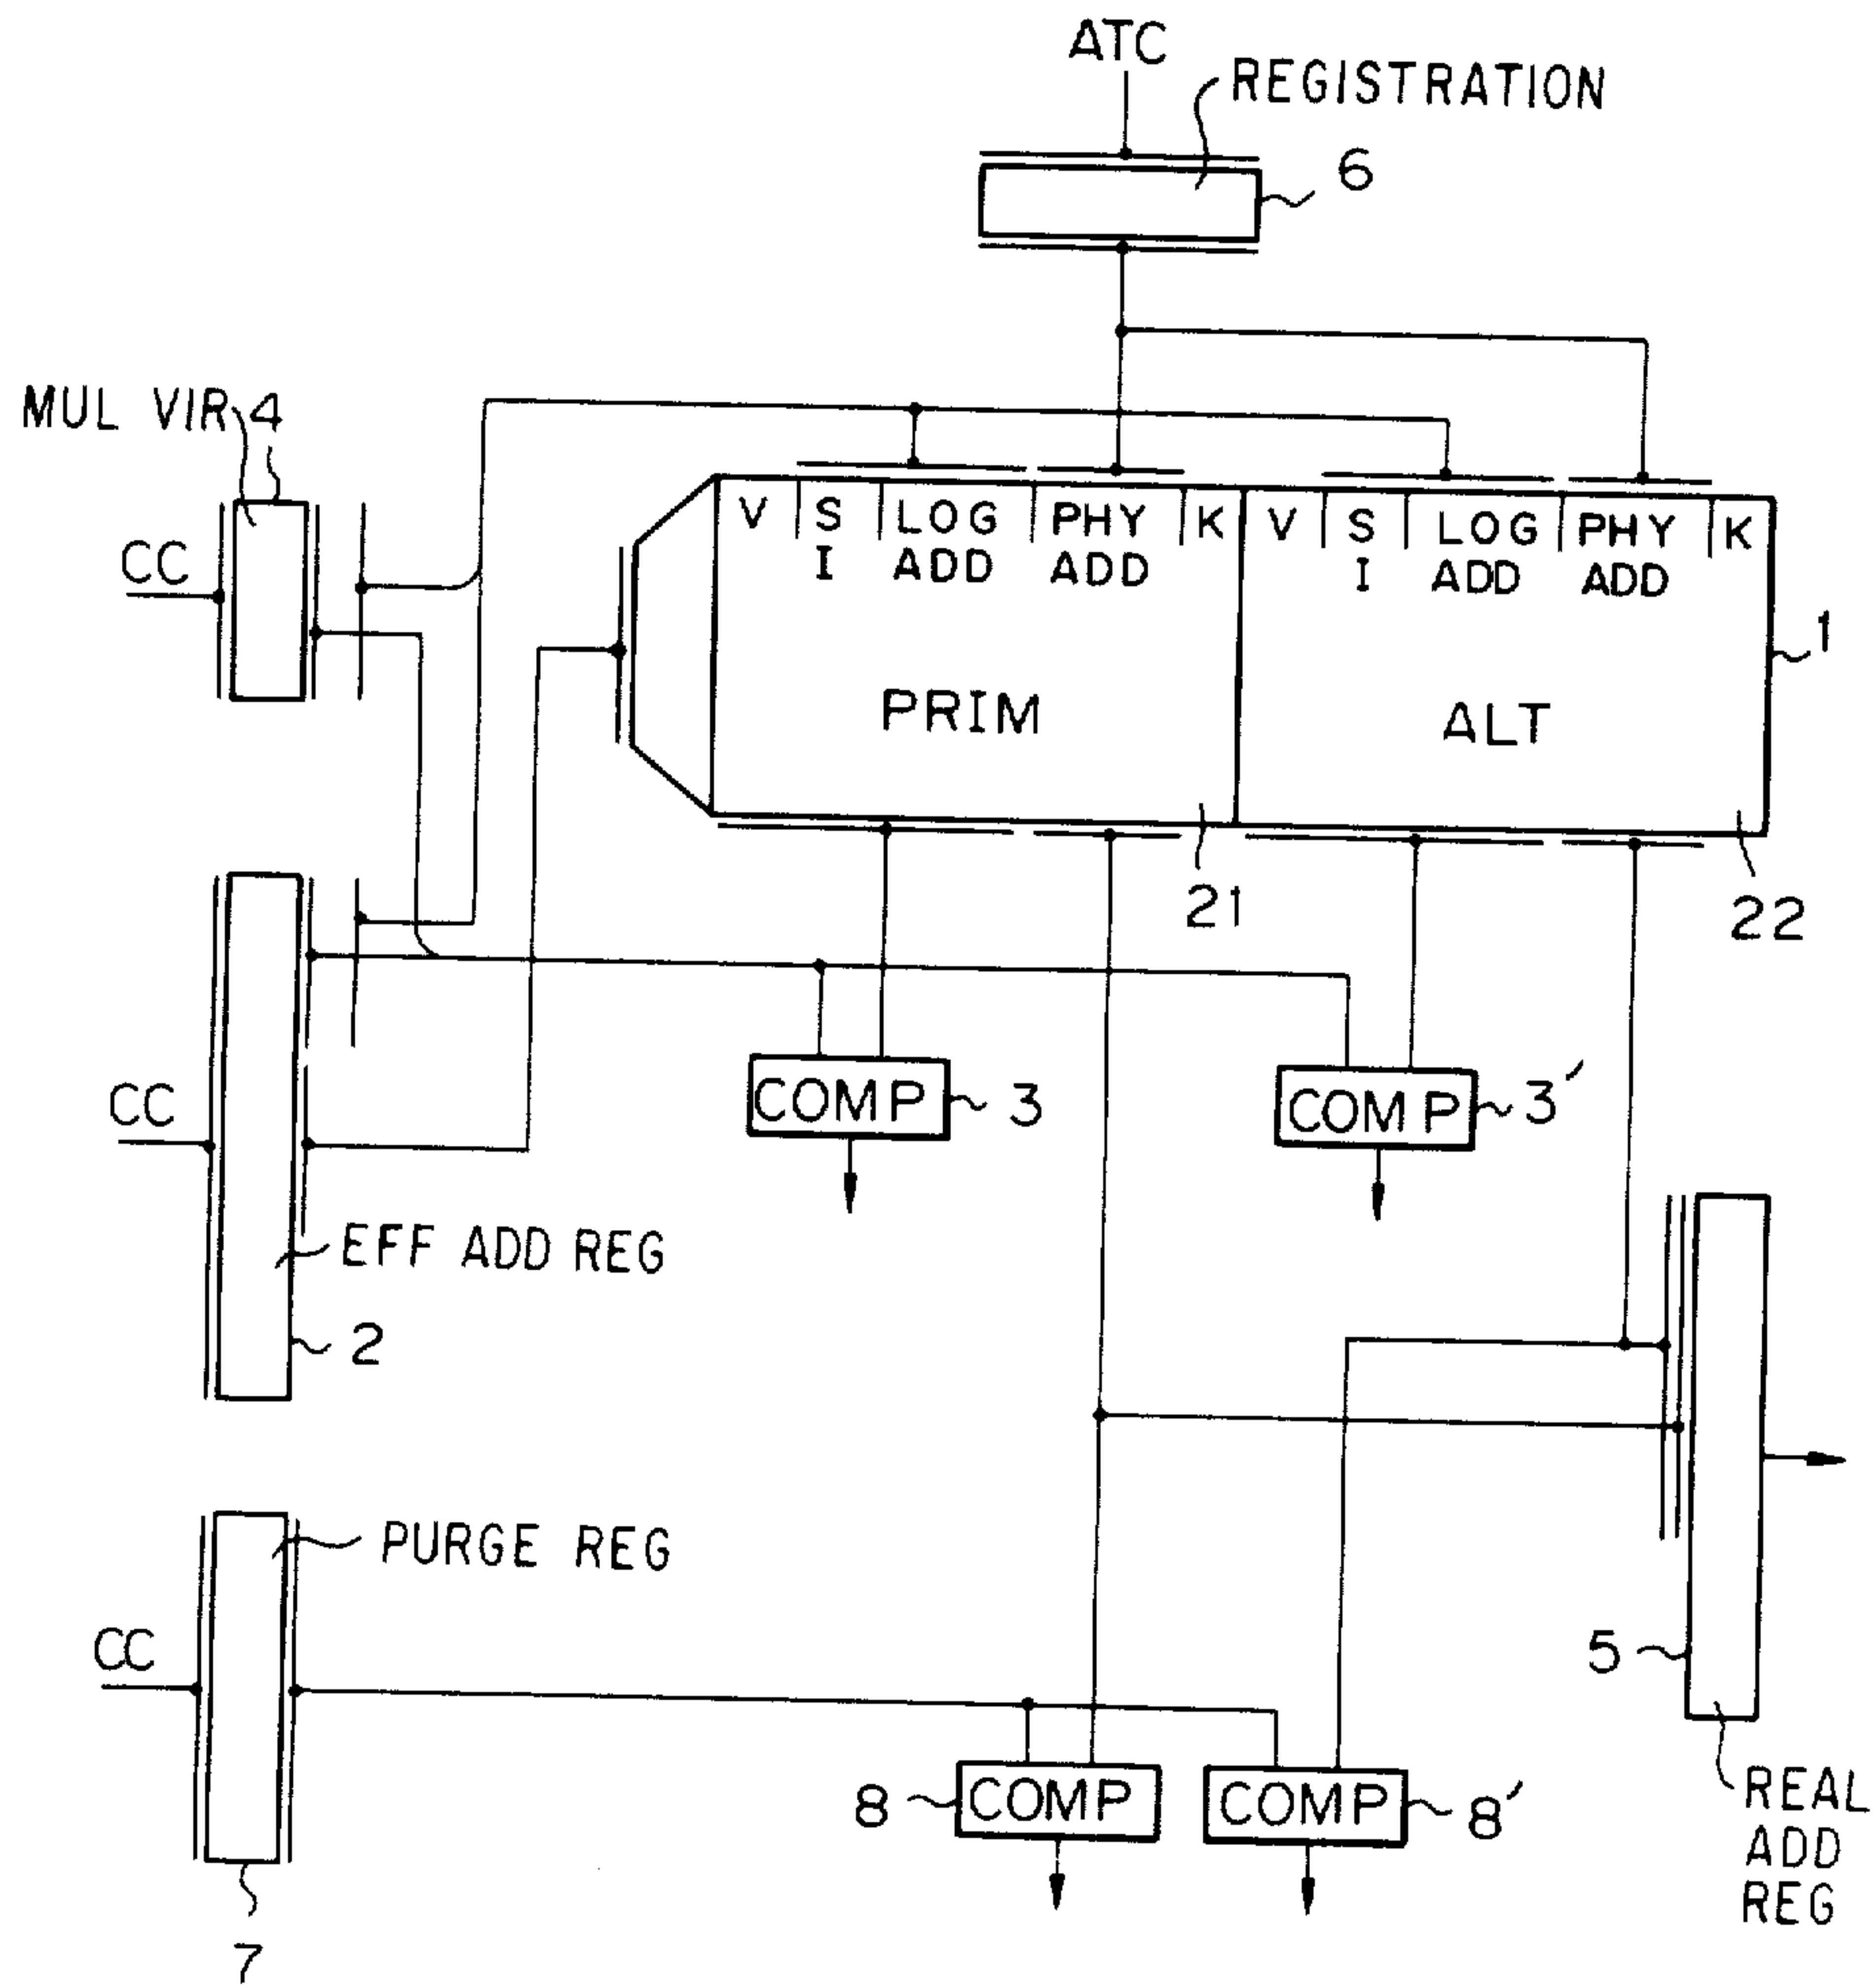 ATC
REGISTRATION
6
MUL VIR 4
CC
V S I LOG ADD PHY ADD K V S I LOG ADD PHY ADD K
1
PRIM ALT
21
22
CC
COMP 3
COMP 3'
EFF ADD REG
2
PURGE REG
CC
5
8 COMP
COMP 8'
REAL
ADD
REG
7